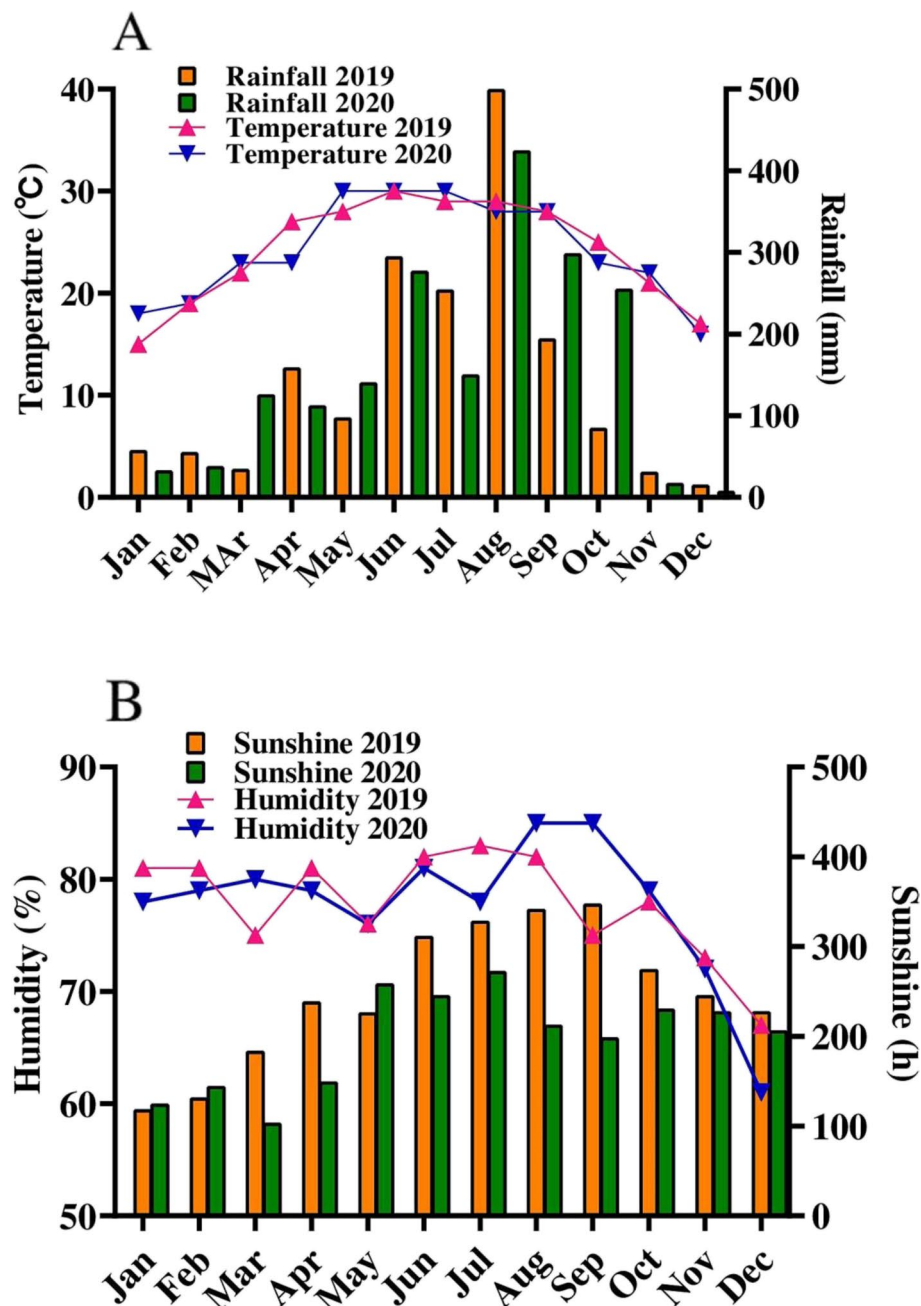 A
Rainfall 2019
Rainfall 2020
Temperature 2019
Temperature 2020
Temperature (℃)
40
30
20
10
0
500
400
300
200
100
0
Rainfall (mm)
Jan
Feb
MAr
Apr
May
Jun
Jul
Aug
Sep
Oct
Nov
Dec
B
Sunshine 2019
Sunshine 2020
Humidity 2019
Humidity 2020
Humidity (%)
90
80
70
60
50
500
400
300
200
100
0
Sunshine (h)
Jan
Feb
Mar
Apr
May
Jun
Jul
Aug
Sep
Oct
Nov
Dec